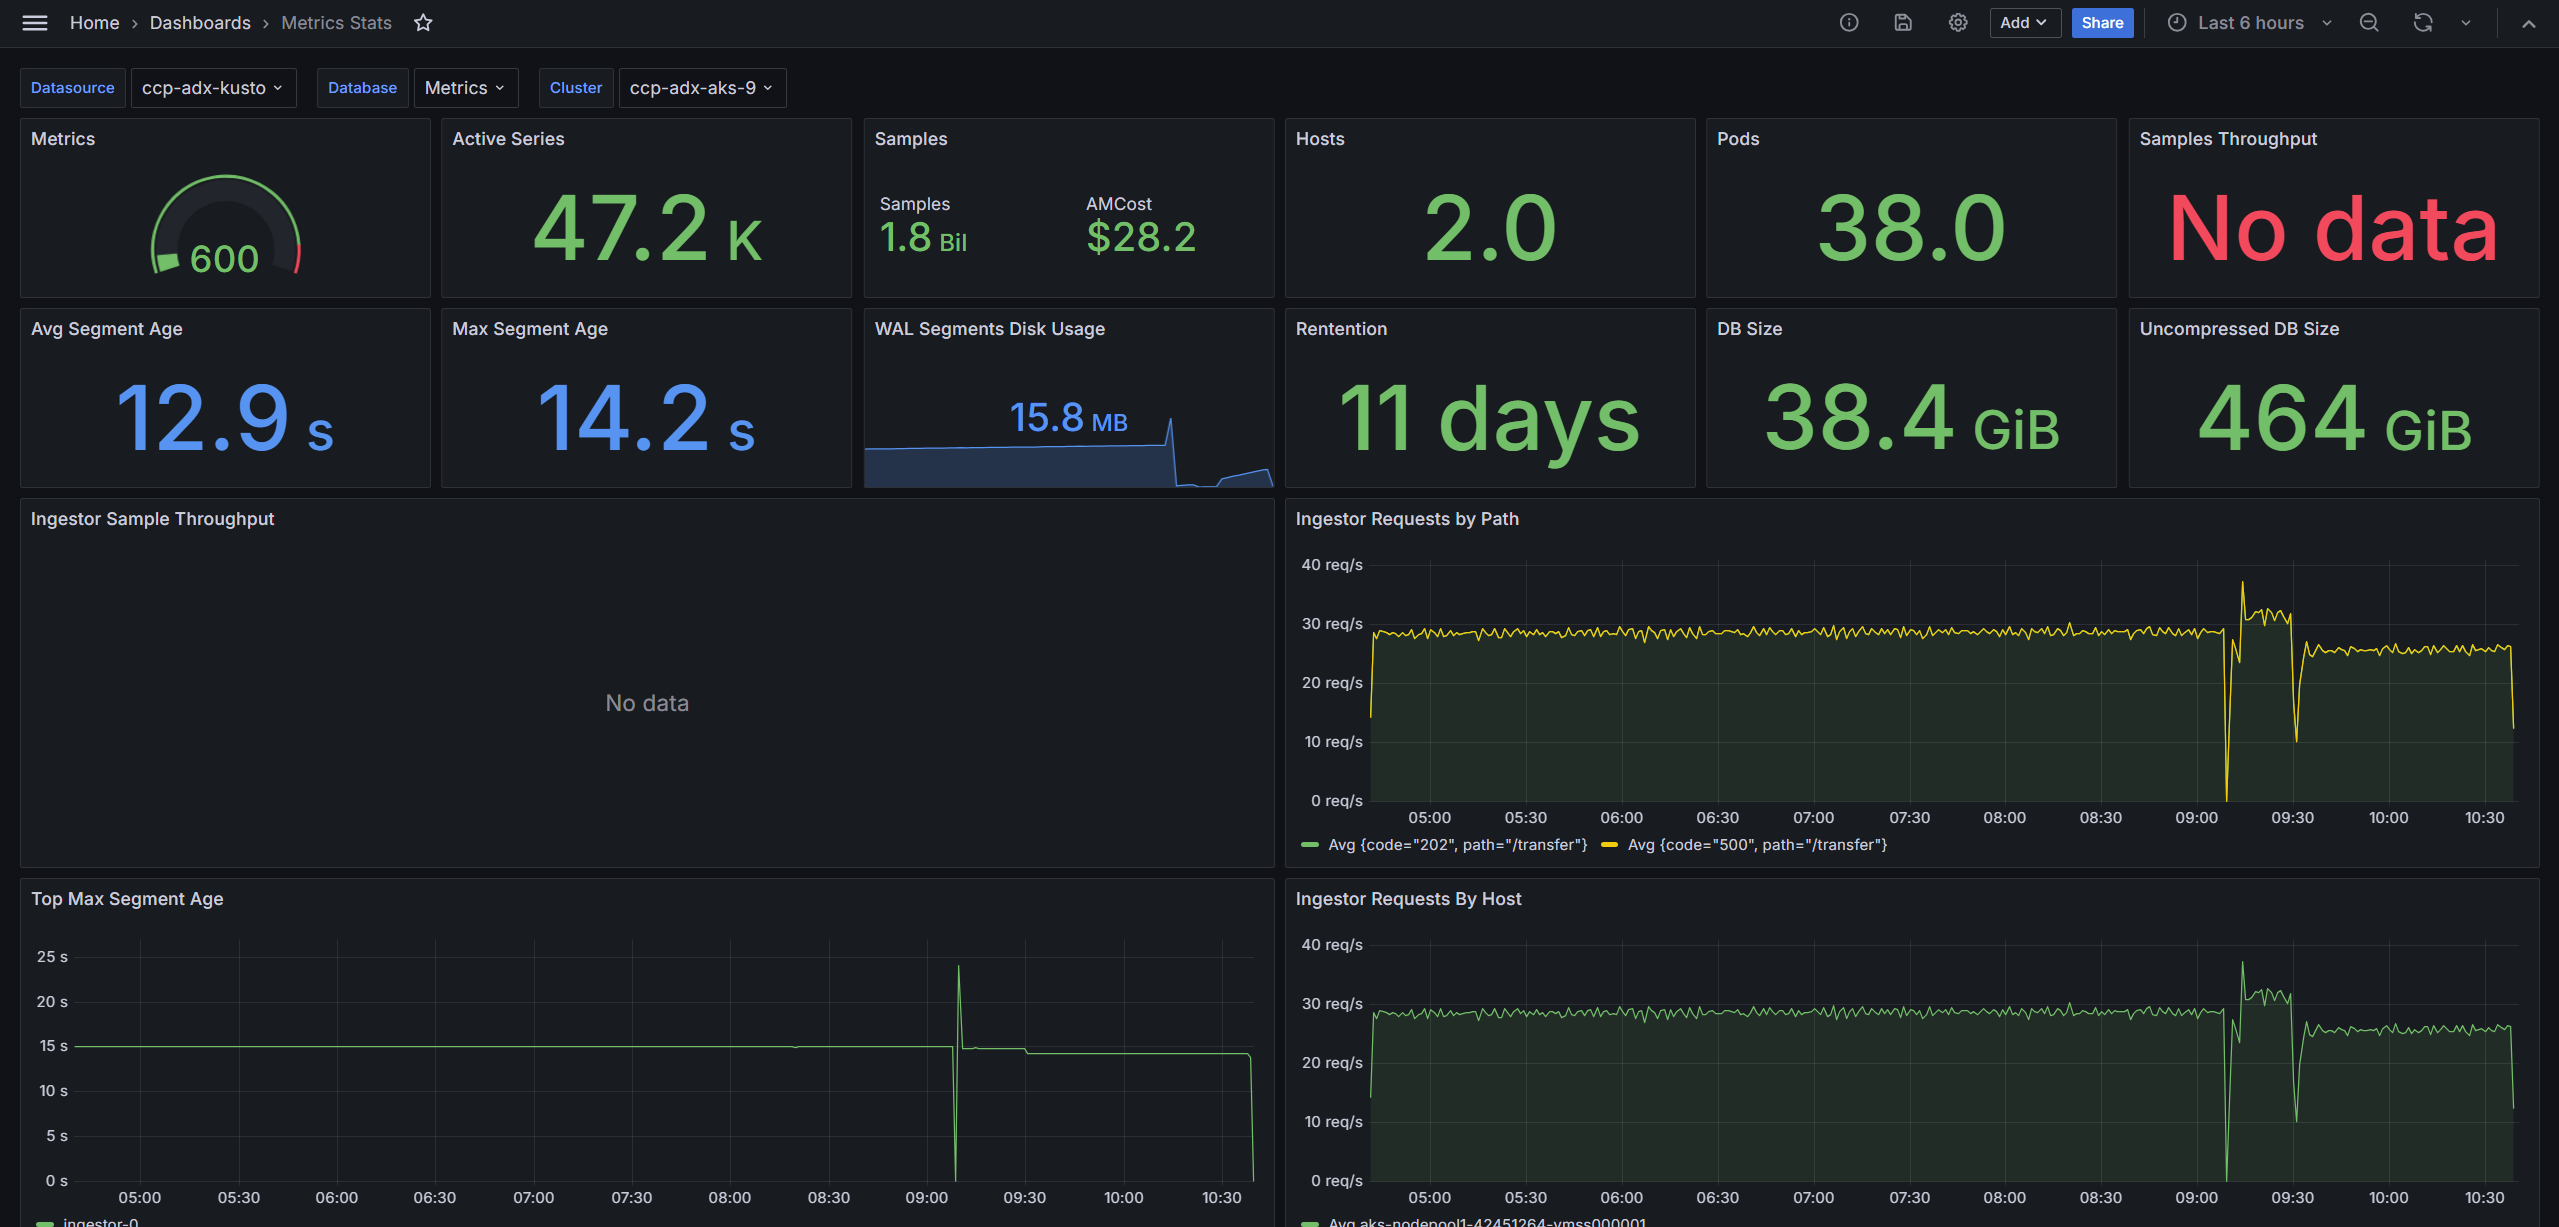 Home › Dashboards › Metrics Stats
Add
Share
Last 6 hours
Datasource ccp-adx-kusto Database Metrics Cluster ccp-adx-aks-9
Metrics
600
Active Series
47.2 K
Samples
Samples AMCost
1.8 Bil $28.2
Hosts
2.0
Pods
38.0
Samples Throughput
No data
Avg Segment Age
12.9 s
Max Segment Age
14.2 s
WAL Segments Disk Usage
15.8 MB
Rentention
11 days
DB Size
38.4 GiB
Uncompressed DB Size
464 GiB
Ingestor Sample Throughput
No data
Ingestor Requests by Path
40 req/s
30 req/s
20 req/s
10 req/s
0 req/s
05:00 05:30 06:00 06:30 07:00 07:30 08:00 08:30 09:00 09:30 10:00 10:30
Avg {code="202", path="/transfer"} Avg {code="500", path="/transfer"}
Top Max Segment Age
25 s
20 s
15 s
10 s
5 s
0 s
05:00 05:30 06:00 06:30 07:00 07:30 08:00 08:30 09:00 09:30 10:00 10:30
ingestor-0
Ingestor Requests By Host
40 req/s
30 req/s
20 req/s
10 req/s
0 req/s
05:00 05:30 06:00 06:30 07:00 07:30 08:00 08:30 09:00 09:30 10:00 10:30
Avg aks-nodepool1-42451264-vmss000001